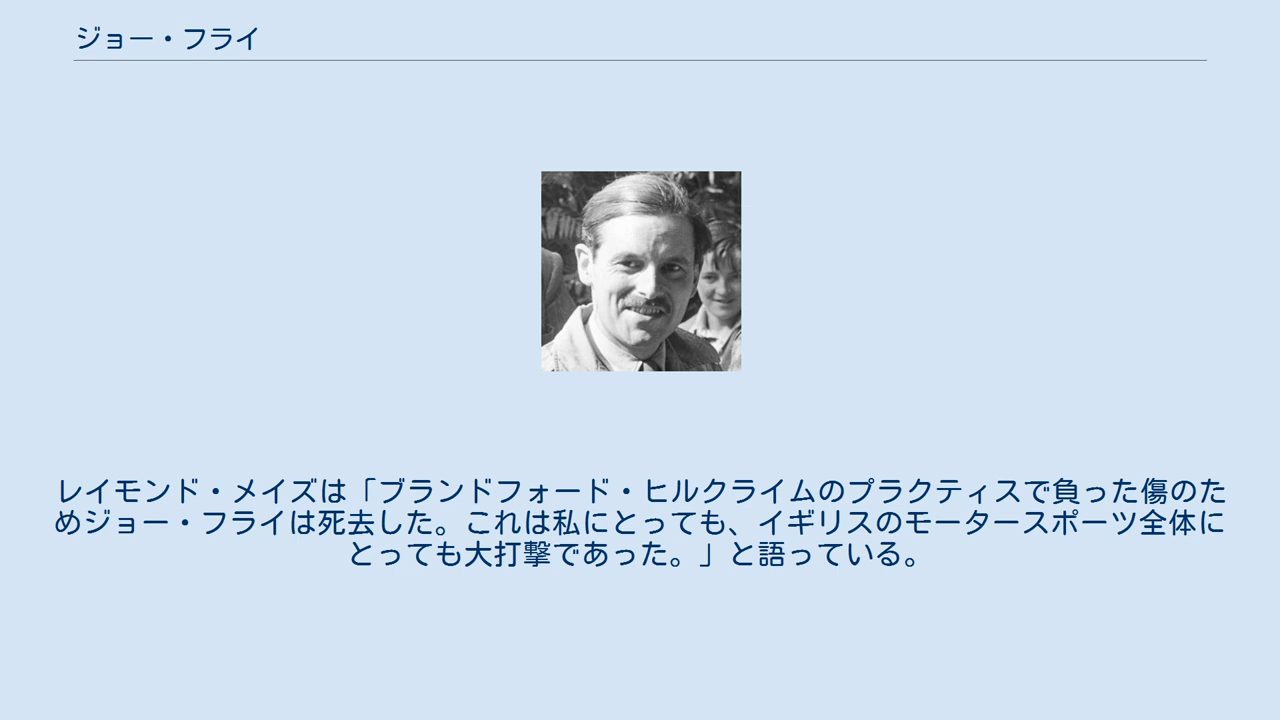 ジョー・フライ
レイモンド・メイズは「ブランドフォード・ヒルクライムのプラクティスで負った傷のた
めジョー・フライは死去した。これは私にとっても、イギリスのモータースポーツ全体に
とっても大打撃であった。」と語っている。